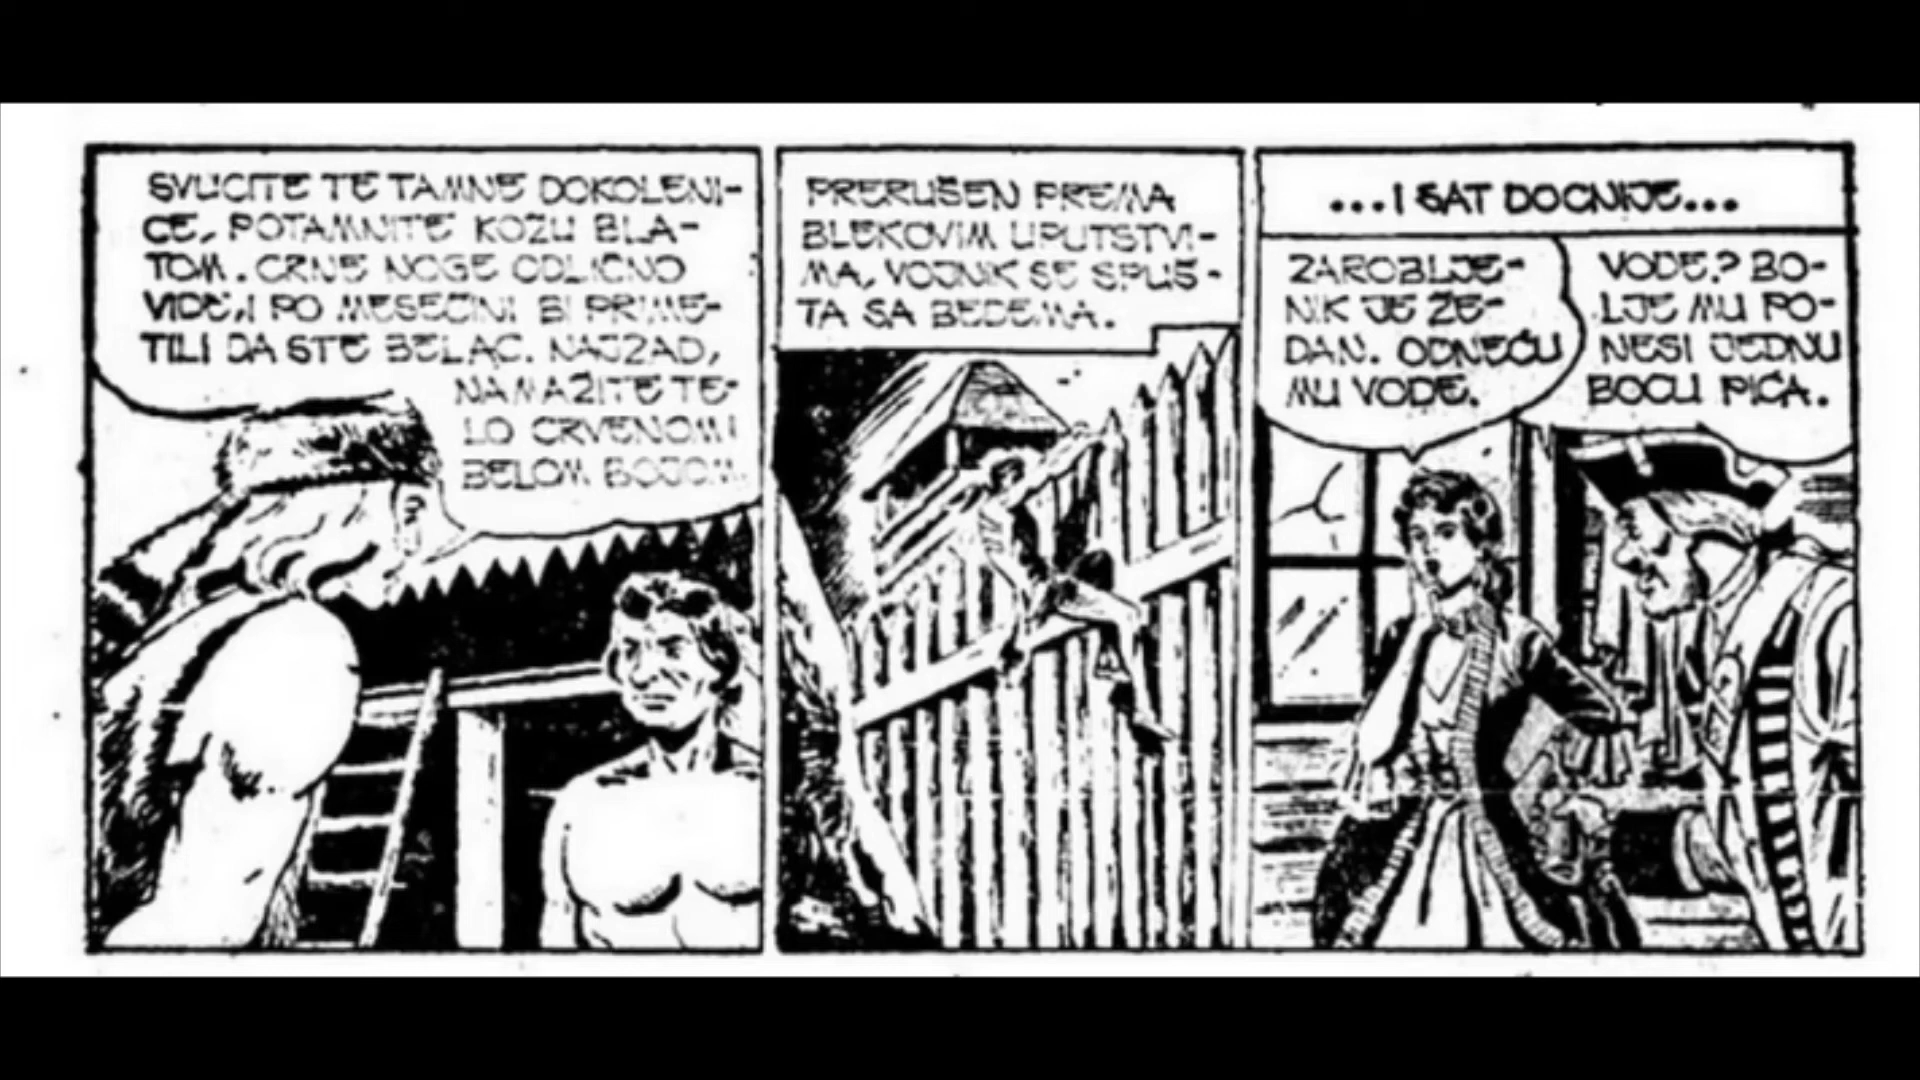 SVUCITE TE TAMNE DOKOLENI-
CE, POTAMNITE KOŽU BLA-
TOM. CRNE NOGE ODLIČNO
VIDE, I PO MESEČINI BI PRIME-
TILI DA STE BELAC. NAJZAD,
NAMAŽITE TE-
LO CRVENOM I
BELOM BOJOM.
PRERUŠEN PREMA
BLEKOVIM UPUTSTVI-
MA, VOJNIK SE SPUŠ-
TA SA BEDEMA.
...I SAT DOCNIJE...
ZAROBLJE-
NIK JE ŽE-
DAN. ODNEĆU
MU VODE.
VODE? BO-
LJE MU PO-
NESI JEDNU
BOCU PIĆA.